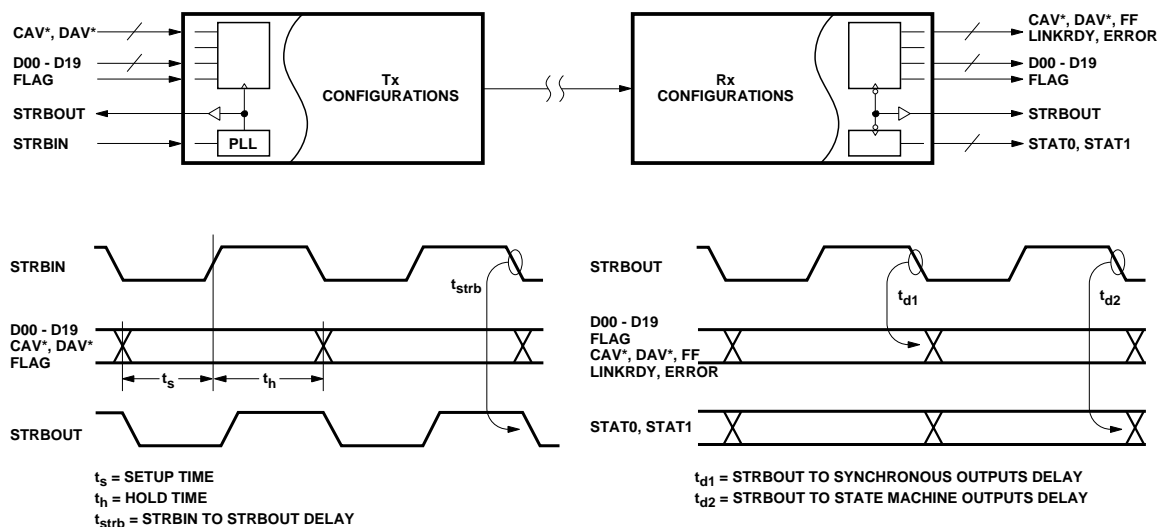 CAV*, DAV*
D00 - D19
FLAG
STRBOUT
STRBIN
PLL
Tx
CONFIGURATIONS
Rx
CONFIGURATIONS
CAV*, DAV*, FF
LINKRDY, ERROR
D00 - D19
FLAG
STRBOUT
STAT0, STAT1
STRBIN
tstrb
D00 - D19
CAV*, DAV*
FLAG
ts
th
STRBOUT
ts = SETUP TIME
th = HOLD TIME
tstrb = STRBIN TO STRBOUT DELAY
STRBOUT
td1
td2
D00 - D19
FLAG
CAV*, DAV*, FF
LINKRDY, ERROR
STAT0, STAT1
td1 = STRBOUT TO SYNCHRONOUS OUTPUTS DELAY
td2 = STRBOUT TO STATE MACHINE OUTPUTS DELAY